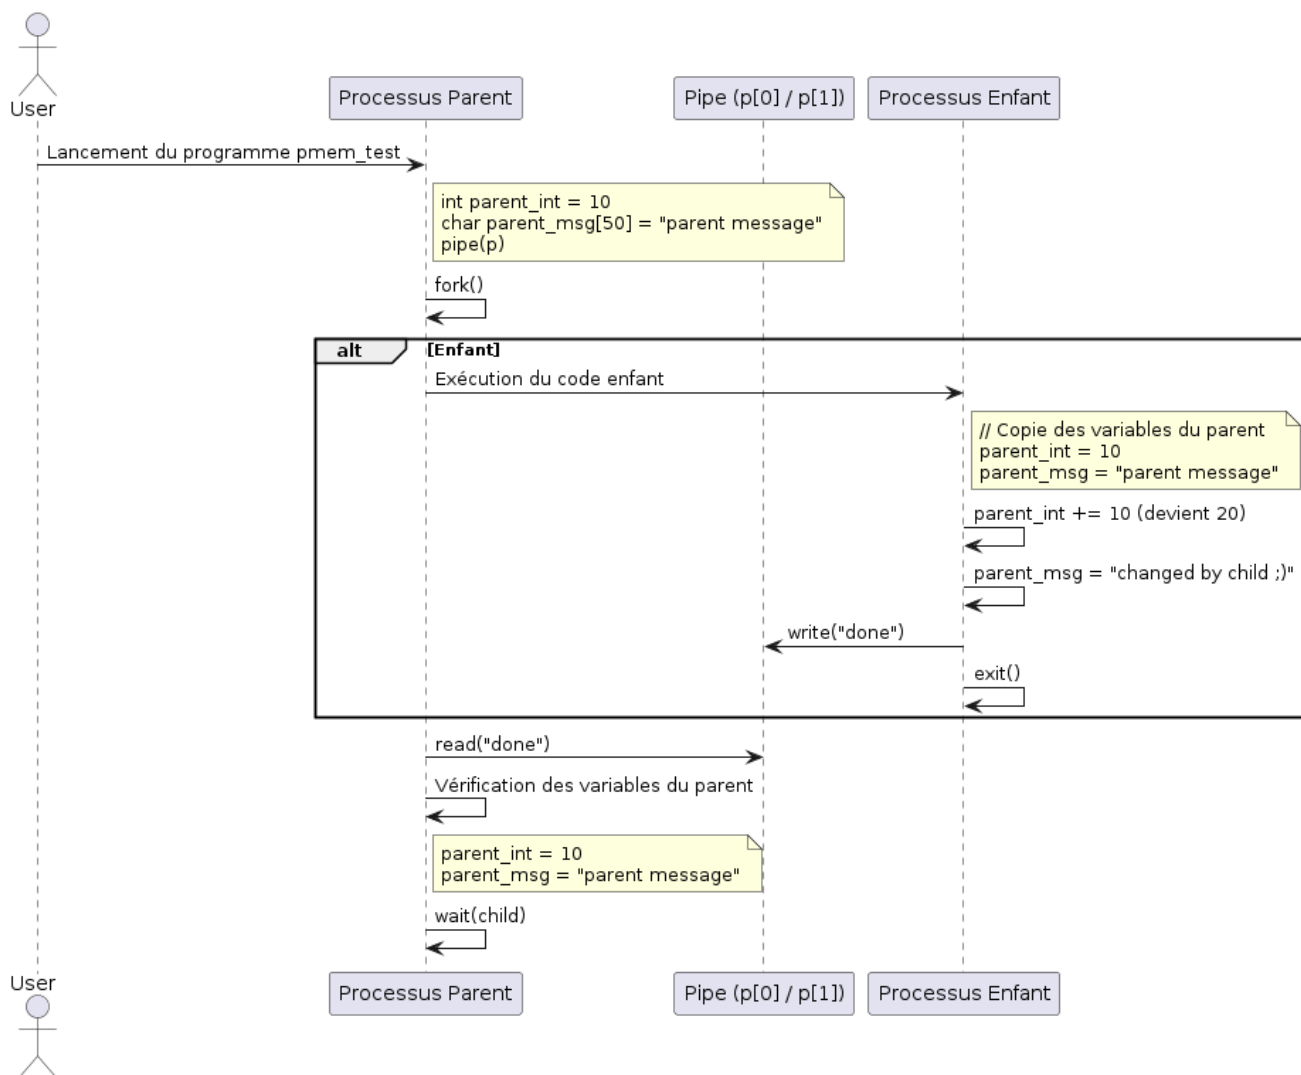 User
Processus Parent
Pipe (p[0] / p[1])
Processus Enfant
Lancement du programme pmem_test
int parent_int = 10
char parent_msg[50] = "parent message"
pipe(p)
fork()
alt
[Enfant]
Exécution du code enfant
// Copie des variables du parent
parent_int = 10
parent_msg = "parent message"
parent_int += 10 (devient 20)
parent_msg = "changed by child ;)"
write("done")
exit()
read("done")
Vérification des variables du parent
parent_int = 10
parent_msg = "parent message"
wait(child)
User
Processus Parent
Pipe (p[0] / p[1])
Processus Enfant